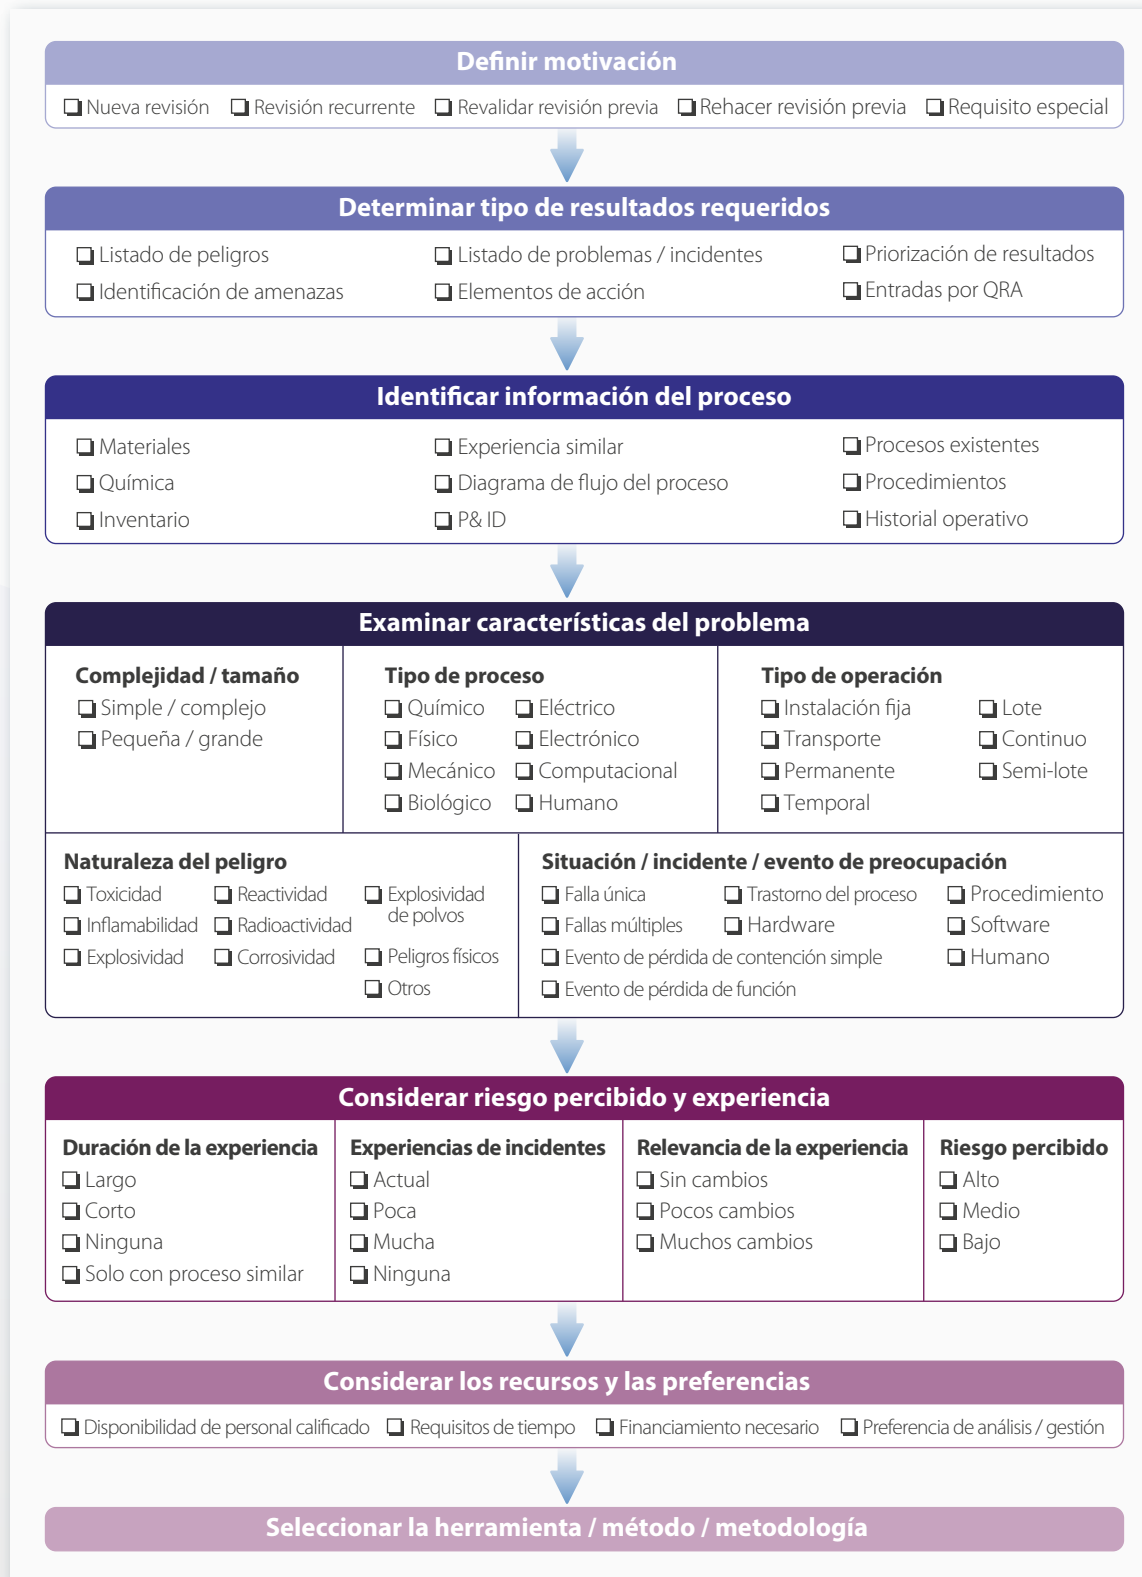 Definir motivación
❑ Nueva revisión ❑ Revisión recurrente ❑ Revalidar revisión previa ❑ Rehacer revisión previa ❑ Requisito especial
Determinar tipo de resultados requeridos
❑ Listado de peligros ❑ Listado de problemas / incidentes ❑ Priorización de resultados
❑ Identificación de amenazas ❑ Elementos de acción ❑ Entradas por QRA
Identificar información del proceso
❑ Materiales ❑ Experiencia similar ❑ Procesos existentes
❑ Química ❑ Diagrama de flujo del proceso ❑ Procedimientos
❑ Inventario ❑ P& ID ❑ Historial operativo
Examinar características del problema
Complejidad / tamaño
❑ Simple / complejo
❑ Pequeña / grande
Tipo de proceso
❑ Químico ❑ Eléctrico
❑ Físico ❑ Electrónico
❑ Mecánico ❑ Computacional
❑ Biológico ❑ Humano
Tipo de operación
❑ Instalación fija ❑ Lote
❑ Transporte ❑ Continuo
❑ Permanente ❑ Semi-lote
❑ Temporal
Naturaleza del peligro
❑ Toxicidad ❑ Reactividad ❑ Explosividad
de polvos
❑ Inflamabilidad ❑ Radioactividad
❑ Explosividad ❑ Corrosividad ❑ Peligros físicos
❑ Otros
Situación / incidente / evento de preocupación
❑ Falla única ❑ Trastorno del proceso ❑ Procedimiento
❑ Fallas múltiples ❑ Hardware ❑ Software
❑ Evento de pérdida de contención simple ❑ Humano
❑ Evento de pérdida de función
Considerar riesgo percibido y experiencia
Duración de la experiencia
❑ Largo
❑ Corto
❑ Ninguna
❑ Solo con proceso similar
Experiencias de incidentes
❑ Actual
❑ Poca
❑ Mucha
❑ Ninguna
Relevancia de la experiencia
❑ Sin cambios
❑ Pocos cambios
❑ Muchos cambios
Riesgo percibido
❑ Alto
❑ Medio
❑ Bajo
Considerar los recursos y las preferencias
❑ Disponibilidad de personal calificado ❑ Requisitos de tiempo ❑ Financiamiento necesario ❑ Preferencia de análisis / gestión
Seleccionar la herramienta / método / metodología